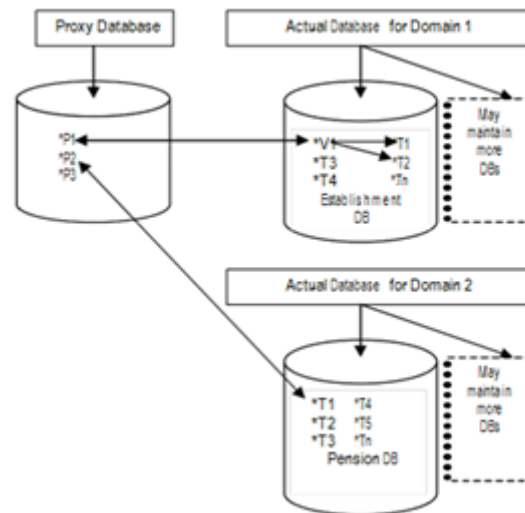 Proxy Database
Actual Database for Domain 1
*P1
*P2
*P3
*V1 *T1
*T3 *T2
*T4 *Tn
Establishment
DB
May
maintain
more
DBs
Actual Database for Domain 2
*T1 *T4
*T2 *T5
*T3 *Tn
Pension DB
May
maintain
more
DBs